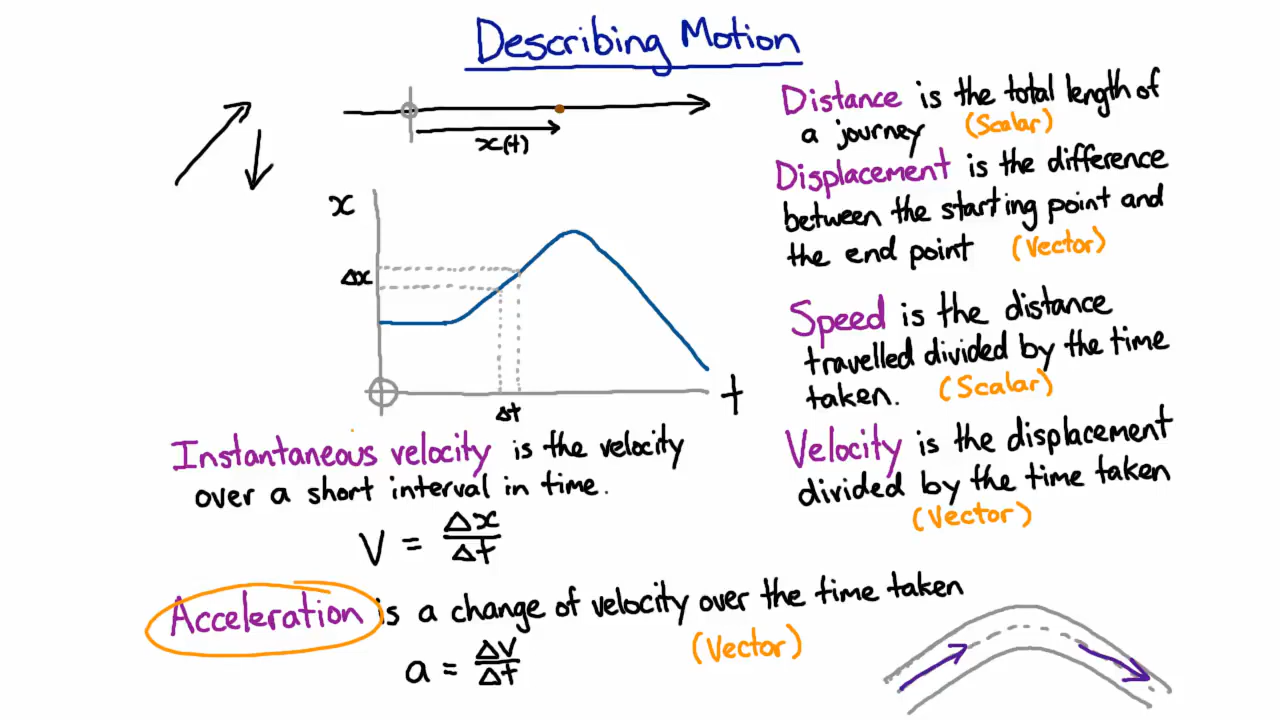 Describing Motion
x(t)
x
Δx
Δt
t
Distance is the total length of
a journey (Scalar)
Displacement is the difference
between the starting point and
the end point (Vector)
Speed is the distance
travelled divided by the time
taken. (Scalar)
Velocity is the displacement
divided by the time taken
(Vector)
Instantaneous velocity is the velocity
over a short interval in time.
V = Δx/Δt
Acceleration is a change of velocity over the time taken
(Vector)
a = ΔV/Δt